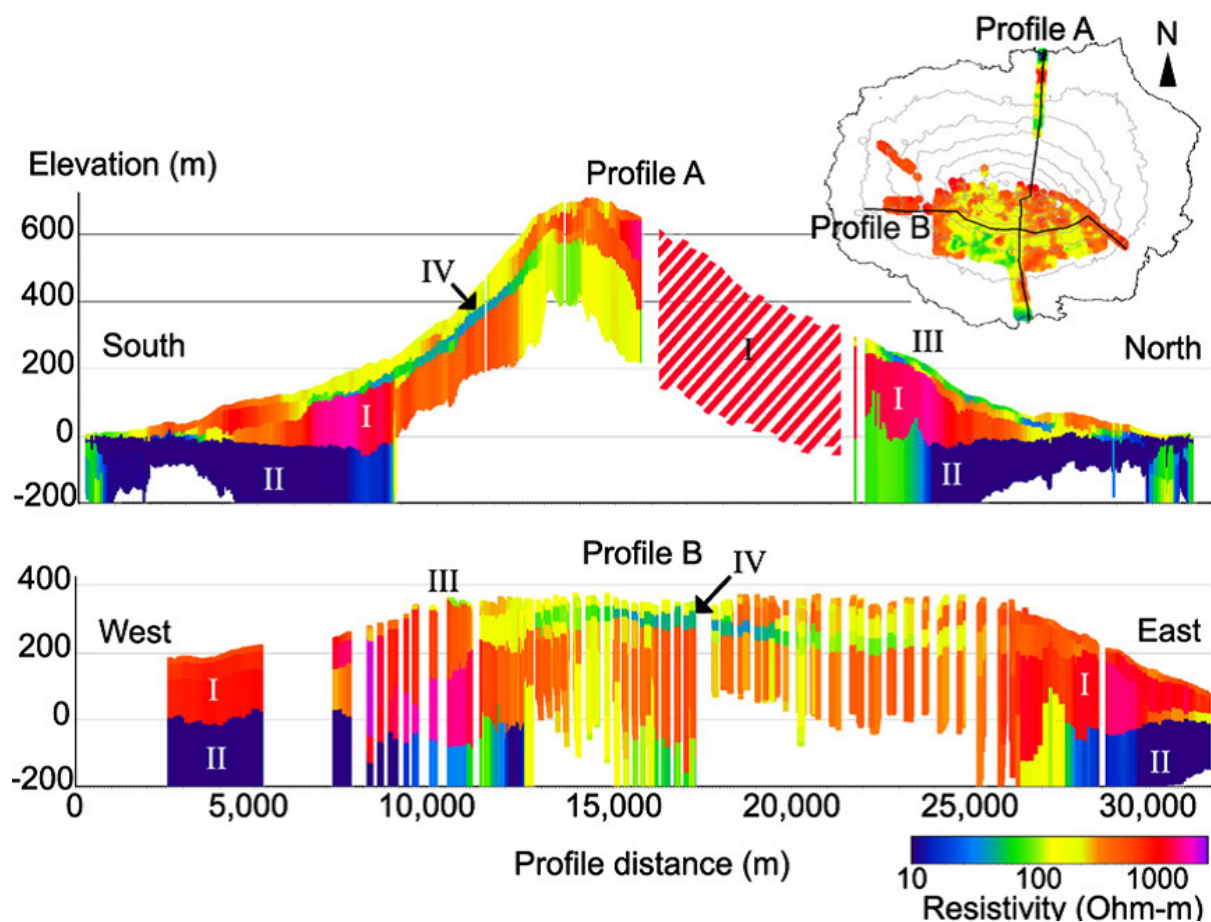 Profile A
N
Elevation (m)
Profile A
600
Profile B
IV
400
I
III
South
North
200
I
I
0
II
II
-200
Profile B
IV
400
III
West
East
200
I
I
0
II
II
-200
0 5,000 10,000 15,000 20,000 25,000 30,000
Profile distance (m)
10 100 1000
Resistivity (Ohm-m)